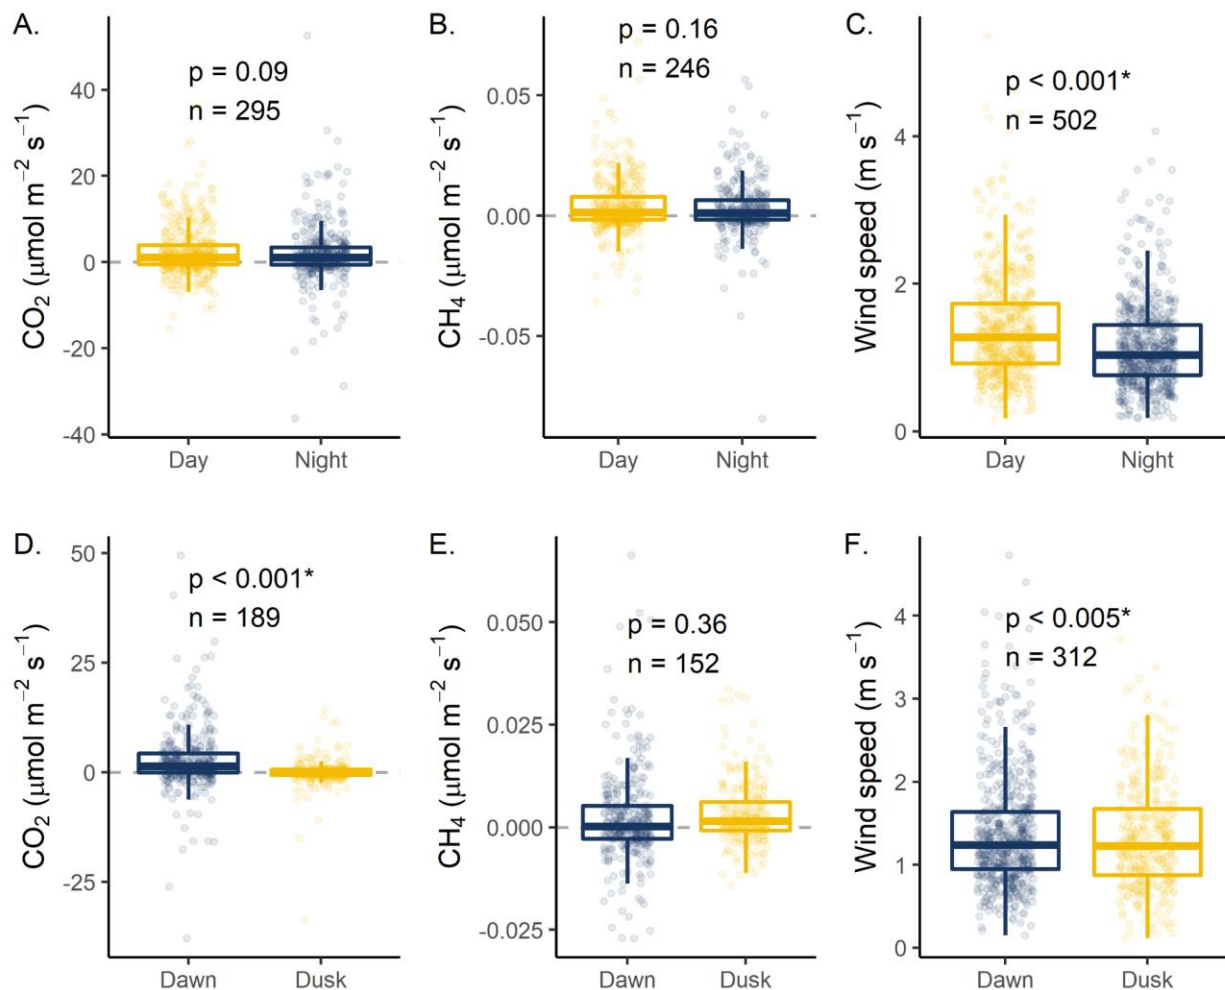 A.
CO₂ (μmol m⁻² s⁻¹)
40
20
0
-20
-40
p = 0.09
n = 295
Day
Night
B.
CH₄ (μmol m⁻² s⁻¹)
0.05
0.00
-0.05
p = 0.16
n = 246
Day
Night
C.
Wind speed (m s⁻¹)
4
2
0
p < 0.001*
n = 502
Day
Night
D.
CO₂ (μmol m⁻² s⁻¹)
50
25
0
-25
p < 0.001*
n = 189
Dawn
Dusk
E.
CH₄ (μmol m⁻² s⁻¹)
0.050
0.025
0.000
-0.025
p = 0.36
n = 152
Dawn
Dusk
F.
Wind speed (m s⁻¹)
4
3
2
1
0
p < 0.005*
n = 312
Dawn
Dusk